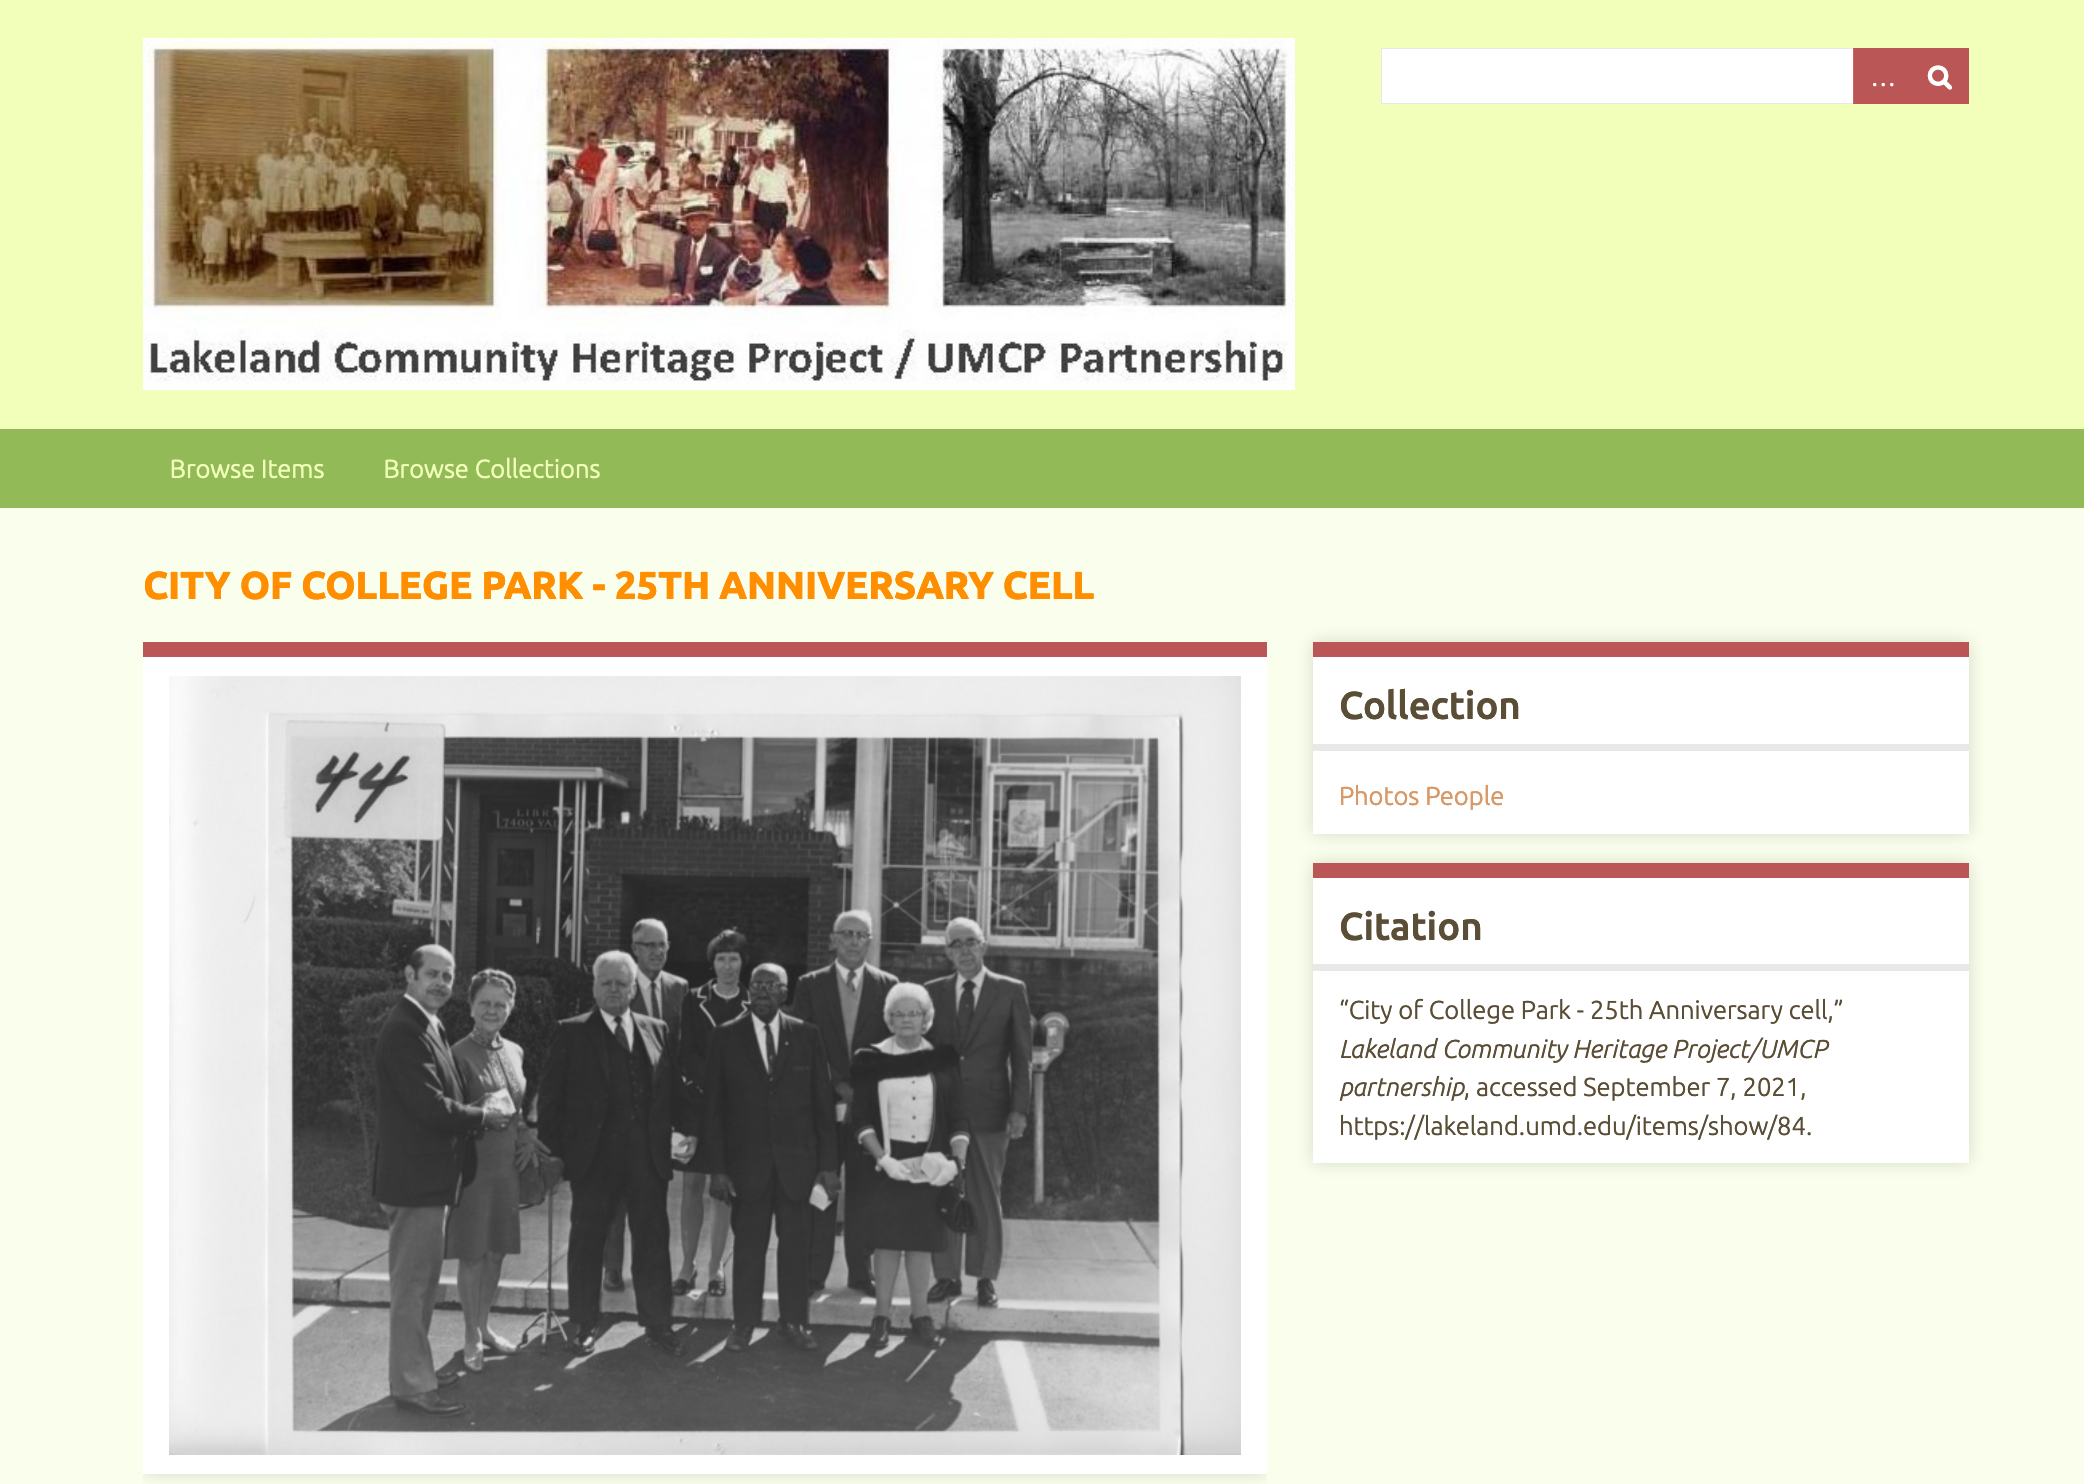 Lakeland Community Heritage Project / UMCP Partnership
...
Browse Items
Browse Collections
CITY OF COLLEGE PARK - 25TH ANNIVERSARY CELL
44
7400
Collection
Photos People
Citation
“City of College Park - 25th Anniversary cell,”
Lakeland Community Heritage Project/UMCP
partnership, accessed September 7, 2021,
https://lakeland.umd.edu/items/show/84.